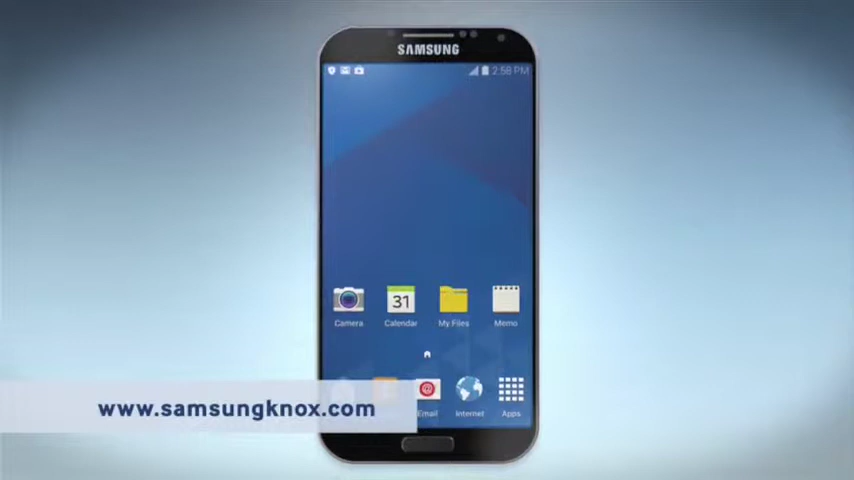 SAMSUNG
2:58 PM
31
Camera Calendar My Files Memo
Email Internet Apps
www.samsungknox.com